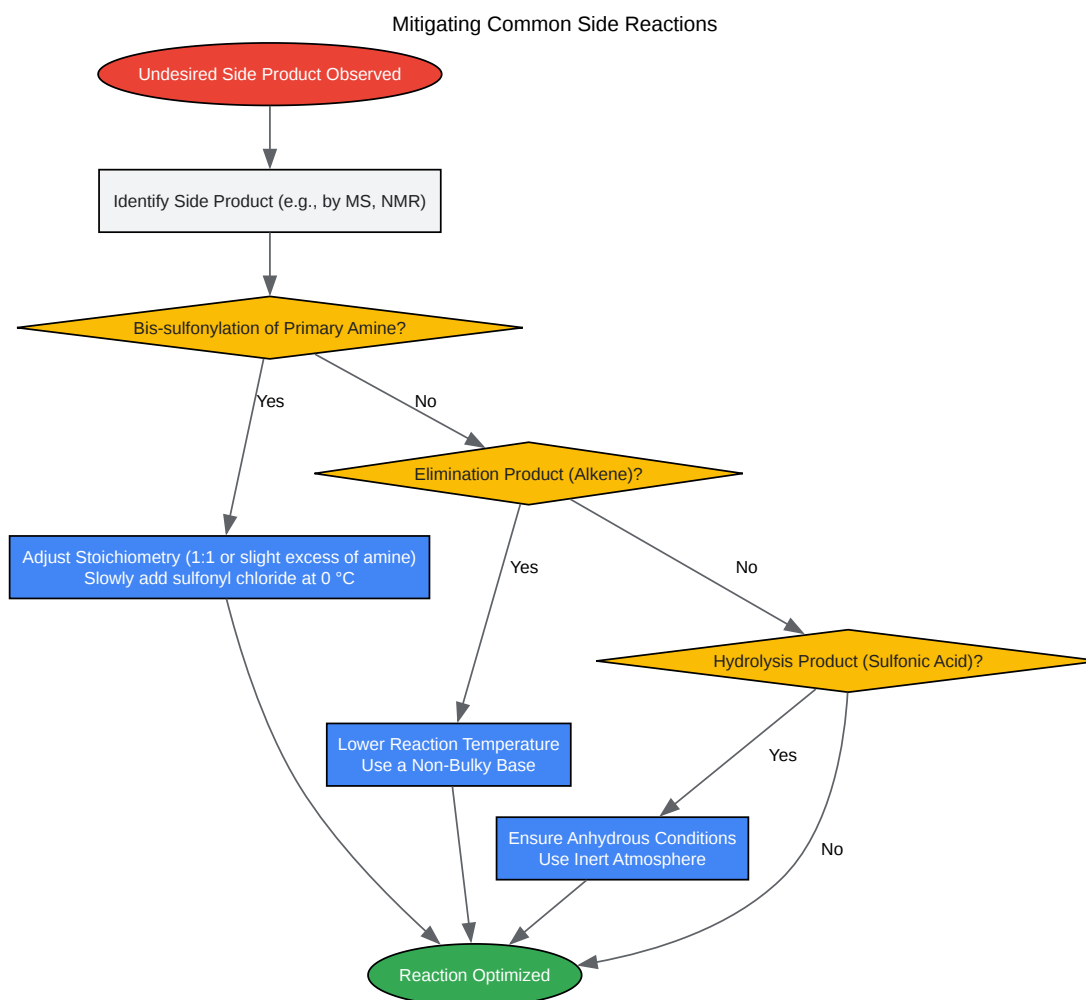 Mitigating Common Side Reactions
Undesired Side Product Observed
Identify Side Product (e.g., by MS, NMR)
Bis-sulfonylation of Primary Amine?
Yes
No
Elimination Product (Alkene)?
Adjust Stoichiometry (1:1 or slight excess of amine)
Slowly add sulfonyl chloride at 0 °C
Yes
No
Hydrolysis Product (Sulfonic Acid)?
Lower Reaction Temperature
Use a Non-Bulky Base
Yes
Ensure Anhydrous Conditions
Use Inert Atmosphere
No
Reaction Optimized